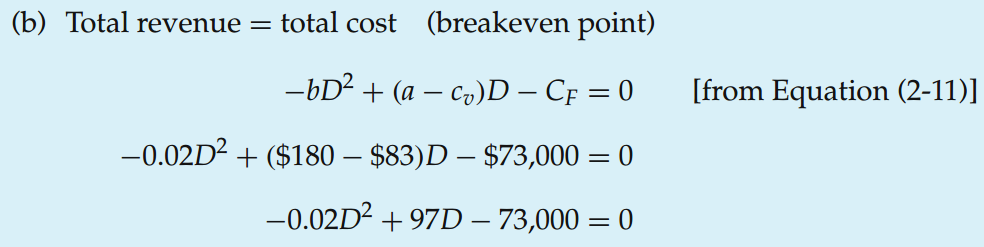 (b) Total revenue = total cost (breakeven point)
−bD² + (a − cᵥ)D − C_F = 0 [from Equation (2-11)]
−0.02D² + ($180 − $83)D − $73,000 = 0
−0.02D² + 97D − 73,000 = 0